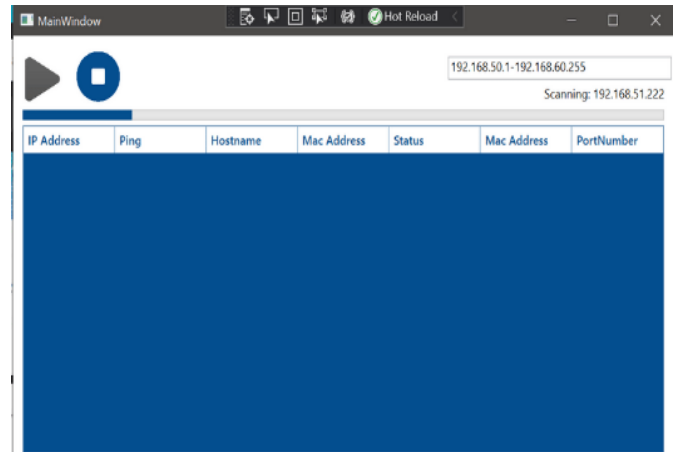 MainWindow
Hot Reload
192.168.50.1-192.168.60.255
Scanning: 192.168.51.222
IP Address Ping Hostname Mac Address Status Mac Address PortNumber